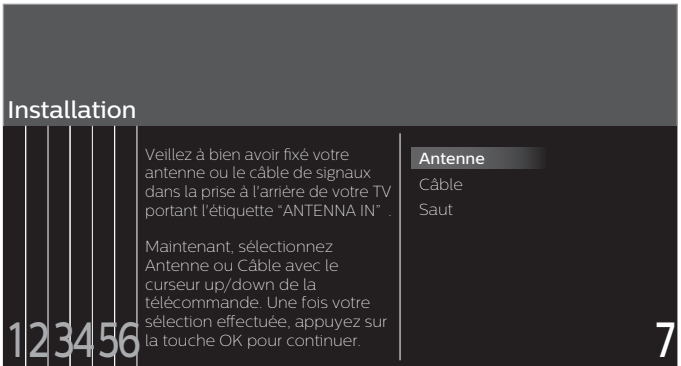 Installation
Veillez à bien avoir fixé votre
antenne ou le câble de signaux
dans la prise à l'arrière de votre TV
portant l'étiquette "ANTENNA IN" .
Maintenant, sélectionnez
Antenne ou Câble avec le
curseur up/down de la
télécommande. Une fois votre
sélection effectuée, appuyez sur
la touche OK pour continuer.
Antenne
Câble
Saut
123456
7